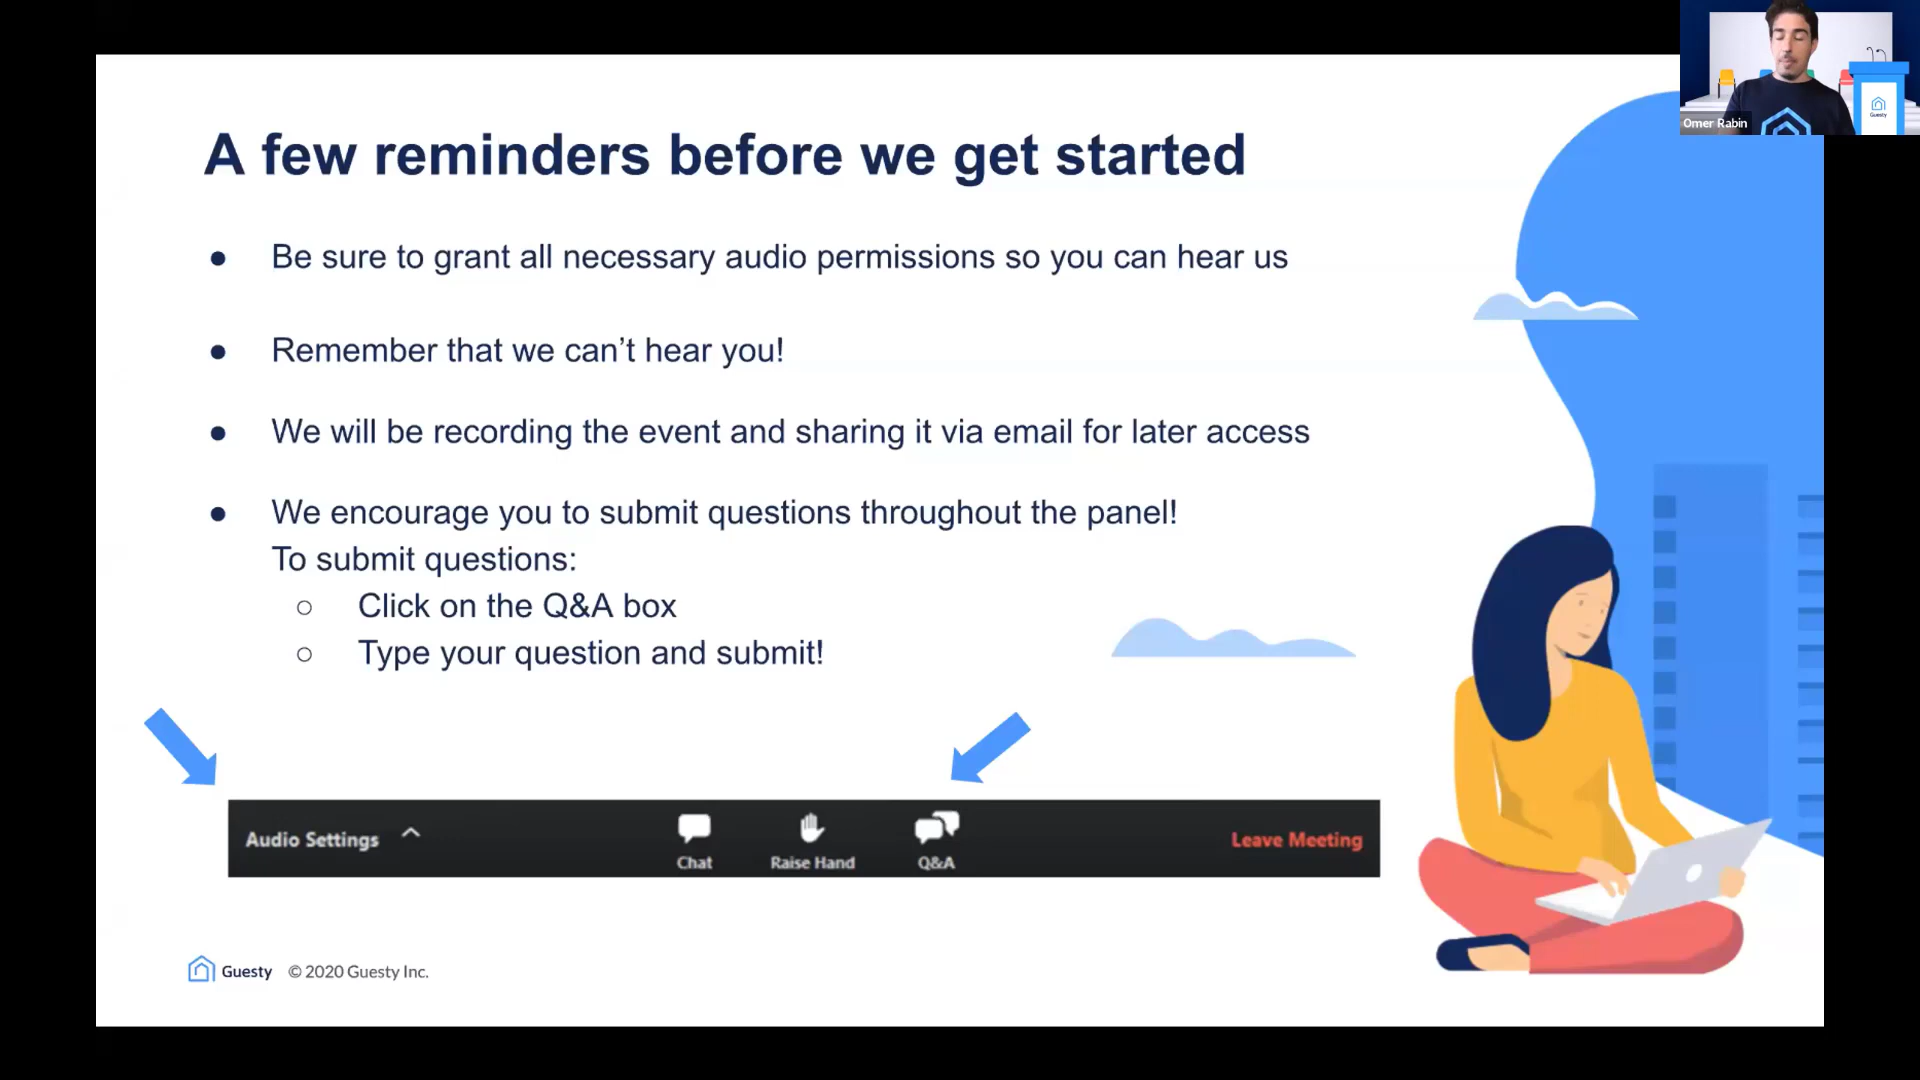 A few reminders before we get started
● Be sure to grant all necessary audio permissions so you can hear us
● Remember that we can’t hear you!
● We will be recording the event and sharing it via email for later access
● We encourage you to submit questions throughout the panel!
To submit questions:
○ Click on the Q&A box
○ Type your question and submit!
Audio Settings
Chat
Raise Hand
Q&A
Leave Meeting
Guesty © 2020 Guesty Inc.
Omer Rabin
Guesty